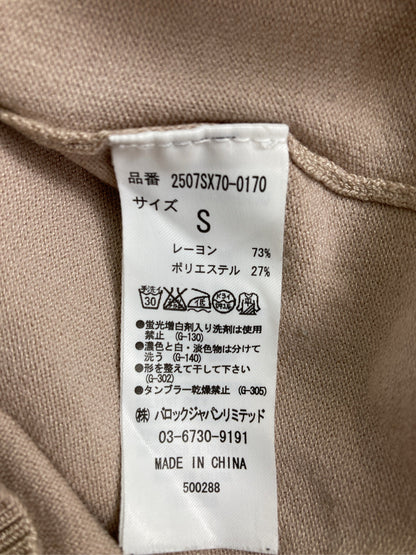 品番 2507SX70-0170
サイズ
S
レーヨン 73%
ポリエステル 27%
手洗イ
30
●蛍光増白剤入り洗剤は使用
禁止 (G-130)
●濃色と白・淡色物は分けて
洗う (G-140)
●形を整えて干して下さい
(G-302)
●タンブラー乾燥禁止 (G-305)
㈱バロックジャパンリミテッド
03-6730-9191
MADE IN CHINA
500288